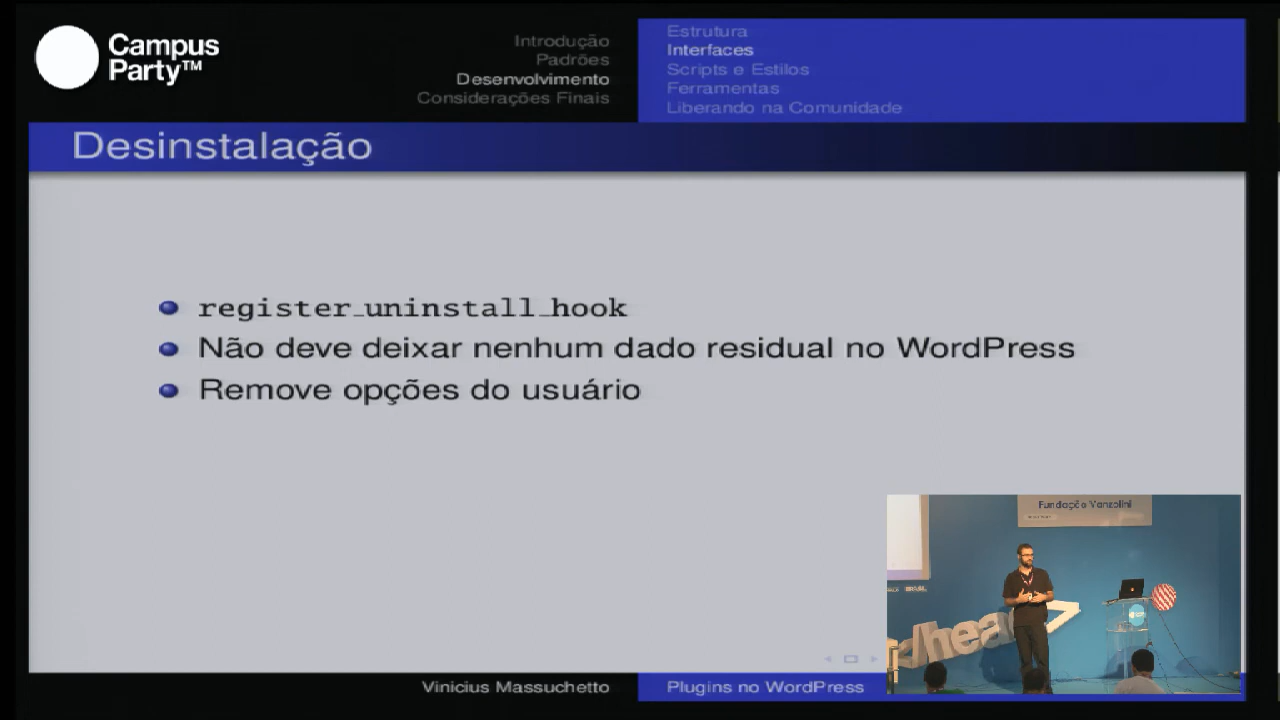 Campus
Party™
Introdução
Padrões
Desenvolvimento
Considerações Finais
Estrutura
Interfaces
Scripts e Estilos
Ferramentas
Liberando na Comunidade
Desinstalação
register_uninstall_hook
Não deve deixar nenhum dado residual no WordPress
Remove opções do usuário
Fundação Vanzolini
/head>
Vinicius Massuchetto
Plugins no WordPress